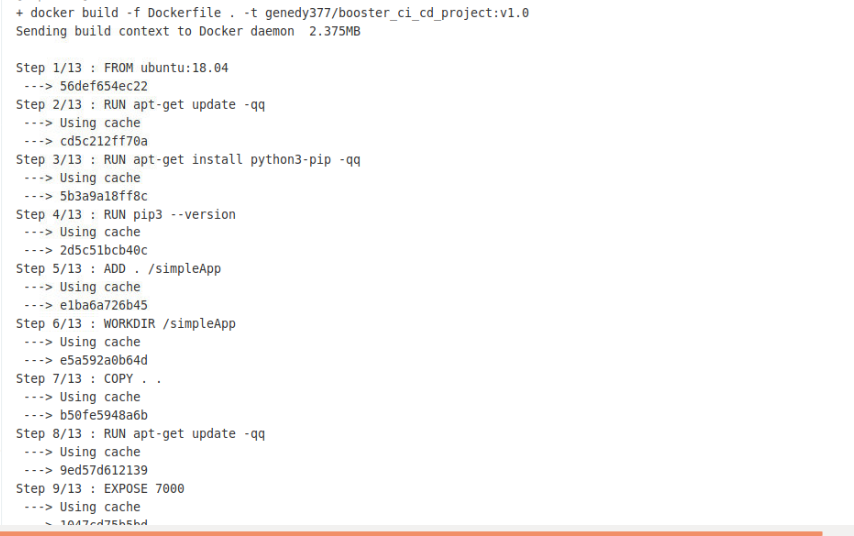 + docker build -f Dockerfile . -t genedy377/booster_ci_cd_project:v1.0
Sending build context to Docker daemon  2.375MB
Step 1/13 : FROM ubuntu:18.04
 ---> 56def654ec22
Step 2/13 : RUN apt-get update -qq
 ---> Using cache
 ---> cd5c212ff70a
Step 3/13 : RUN apt-get install python3-pip -qq
 ---> Using cache
 ---> 5b3a9a18ff8c
Step 4/13 : RUN pip3 --version
 ---> Using cache
 ---> 2d5c51bcb40c
Step 5/13 : ADD . /simpleApp
 ---> Using cache
 ---> e1ba6a726b45
Step 6/13 : WORKDIR /simpleApp
 ---> Using cache
 ---> e5a592a0b64d
Step 7/13 : COPY . .
 ---> Using cache
 ---> b50fe5948a6b
Step 8/13 : RUN apt-get update -qq
 ---> Using cache
 ---> 9ed57d612139
Step 9/13 : EXPOSE 7000
 ---> Using cache